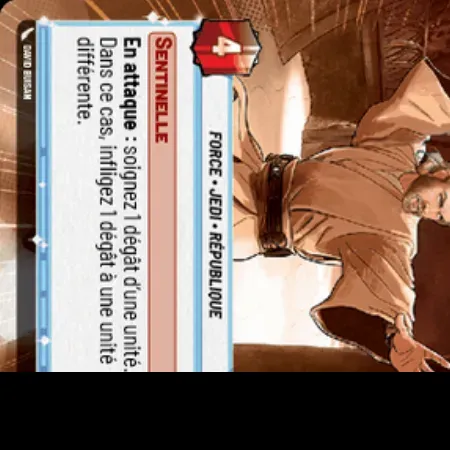 4
FORCE • JEDI • RÉPUBLIQUE
SENTINELLE
En attaque : soignez 1 dégât d'une unité.
Dans ce cas, infligez 1 dégât à une unité
différente.
DAVID BUISAN